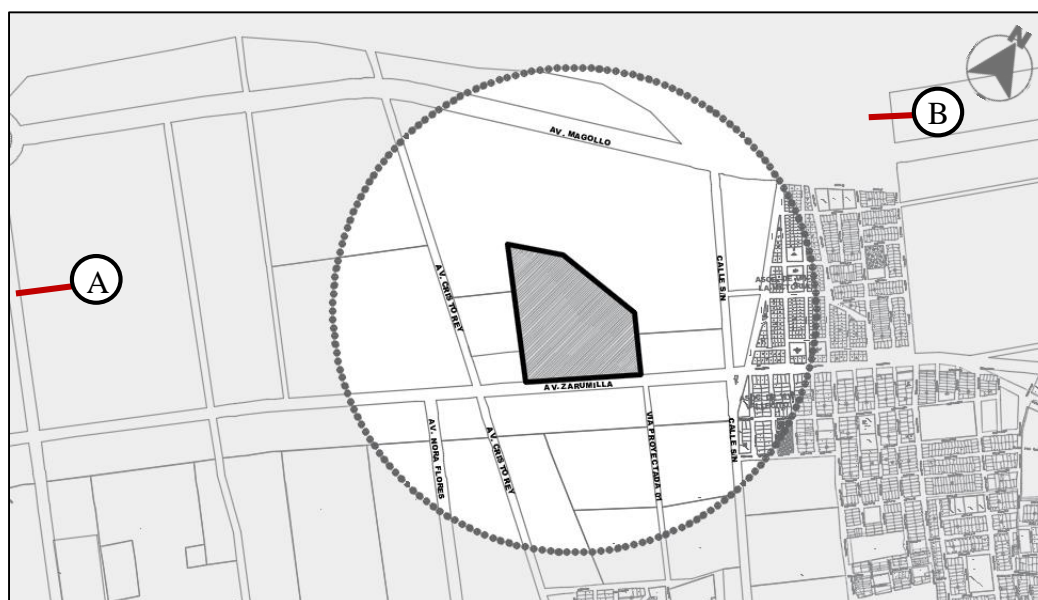 N
B
AV. MAGOLLO
A
AV. CRISTO REY
CALLE S/N
AV. ZARUMILLA
AV. NORA FLORES
AV. CRISTO REY
VIA PROYECTADA 01
CALLE S/N